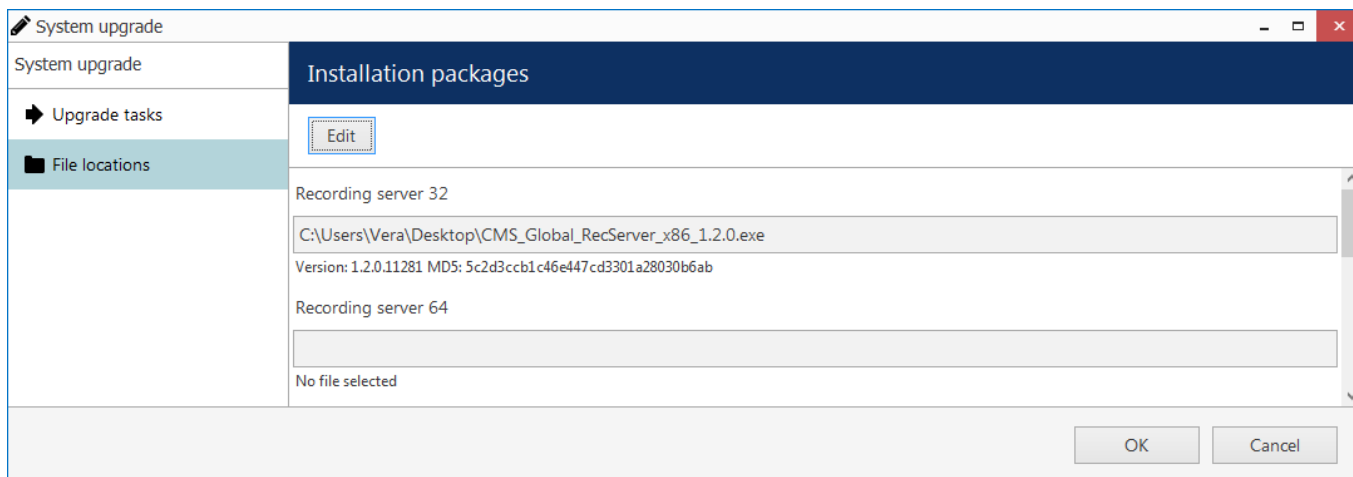 System upgrade
System upgrade
Installation packages
Upgrade tasks
Edit
File locations
Recording server 32
C:\Users\Vera\Desktop\CMS_Global_RecServer_x86_1.2.0.exe
Version: 1.2.0.11281 MD5: 5c2d3ccb1c46e447cd3301a28030b6ab
Recording server 64
No file selected
OK
Cancel